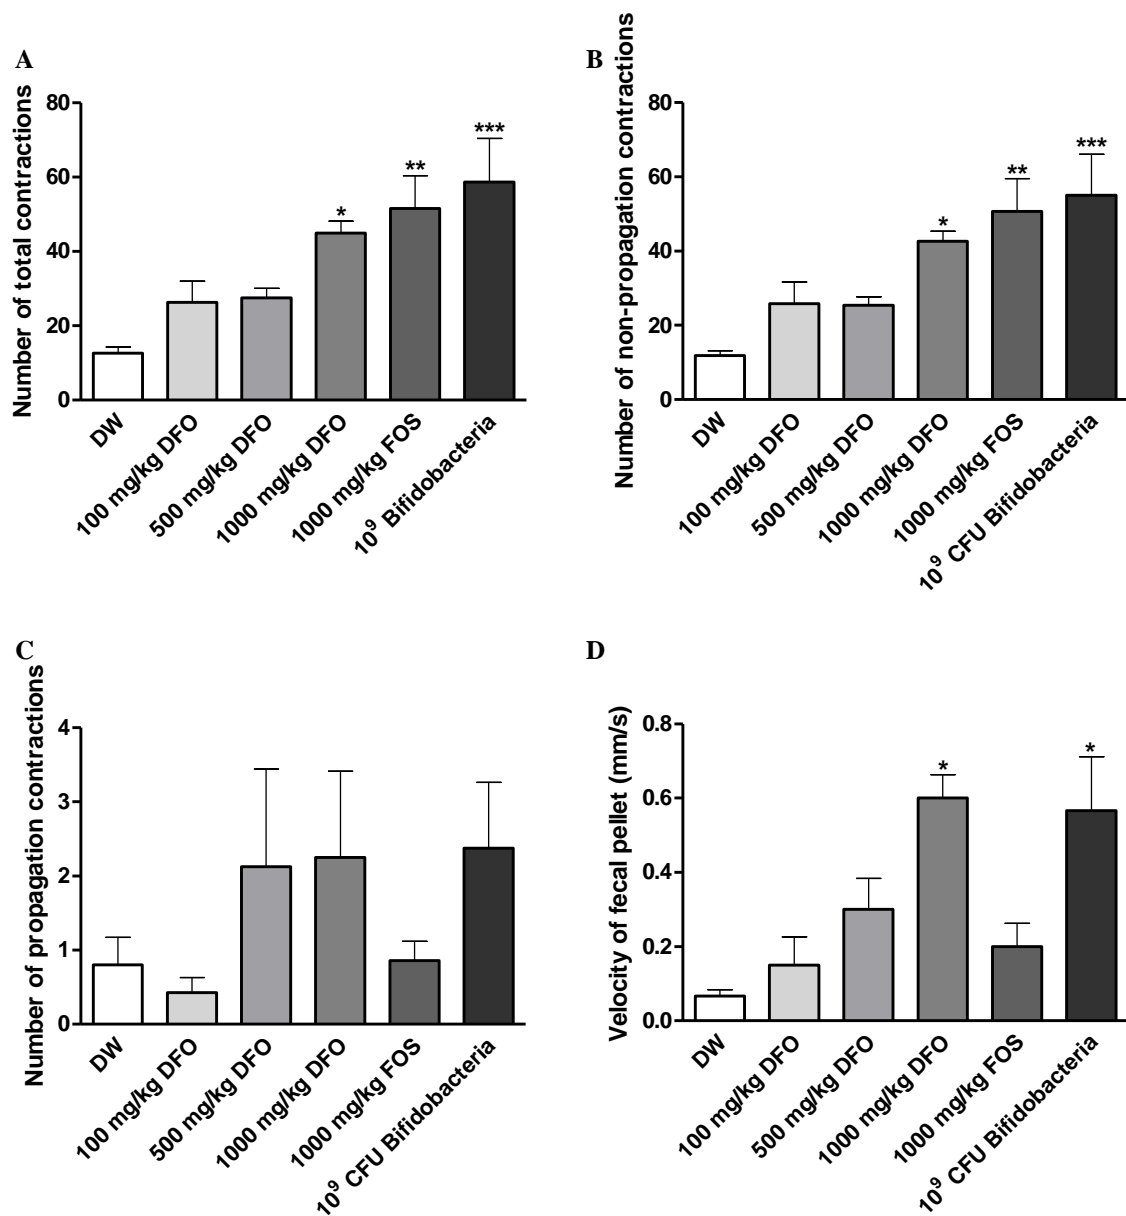 A
Number of total contractions
80
60
40
20
0
*
**
***
DW
100 mg/kg DFO
500 mg/kg DFO
1000 mg/kg DFO
1000 mg/kg FOS
10⁹ Bifidobacteria
B
Number of non-propagation contractions
80
60
40
20
0
*
**
***
DW
100 mg/kg DFO
500 mg/kg DFO
1000 mg/kg DFO
1000 mg/kg FOS
10⁹ CFU Bifidobacteria
C
Number of propagation contractions
4
3
2
1
0
DW
100 mg/kg DFO
500 mg/kg DFO
1000 mg/kg DFO
1000 mg/kg FOS
10⁹ CFU Bifidobacteria
D
Velocity of fecal pellet (mm/s)
0.8
0.6
0.4
0.2
0.0
*
*
DW
100 mg/kg DFO
500 mg/kg DFO
1000 mg/kg DFO
1000 mg/kg FOS
10⁹ CFU Bifidobacteria